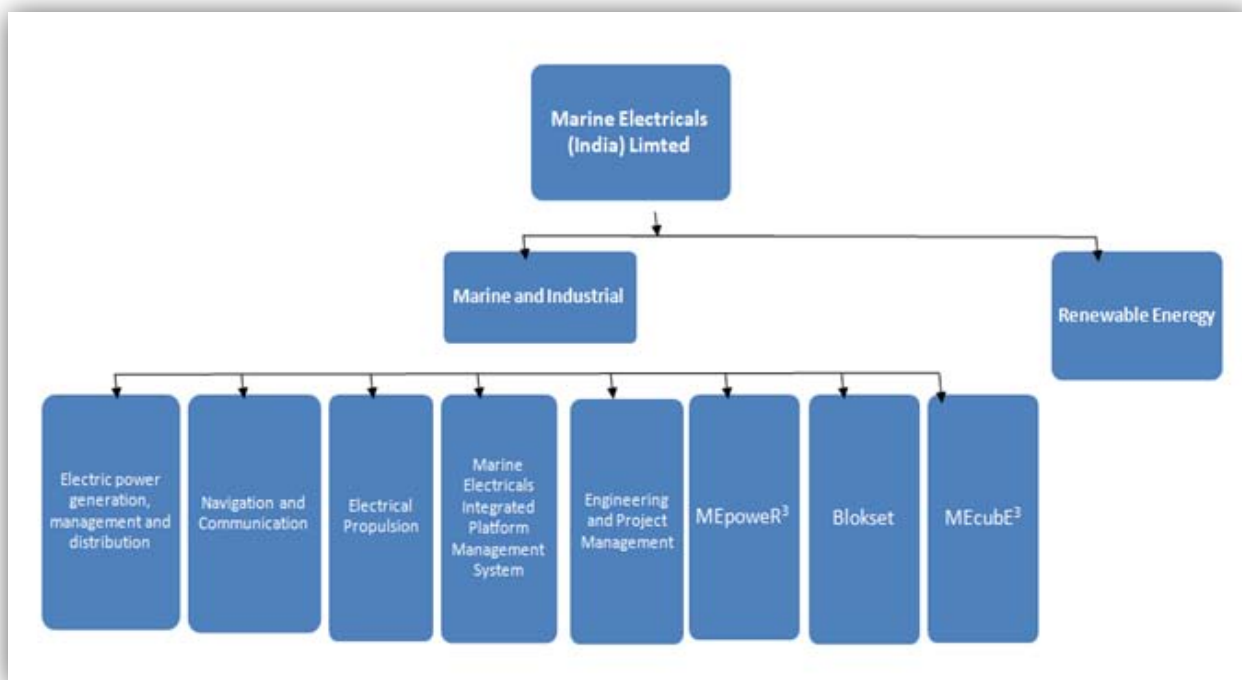 Marine Electricals
(India) Limted
Marine and Industrial
Renewable Eneregy
Electric power
generation,
management and
distribution
Navigation and
Communication
Electrical
Propulsion
Marine
Electricals
Integrated
Platform
Management
System
Engineering
and Project
Management
MEpoweR³
Blokset
MEcubE³